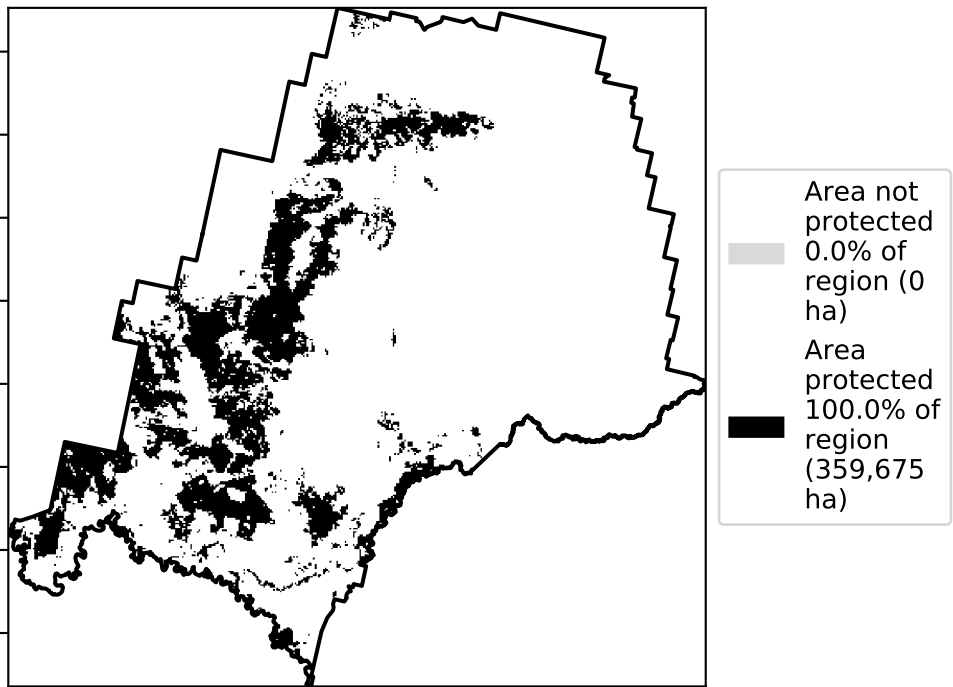 Area not
protected
0.0% of
region (0
ha)
Area
protected
100.0% of
region
(359,675
ha)